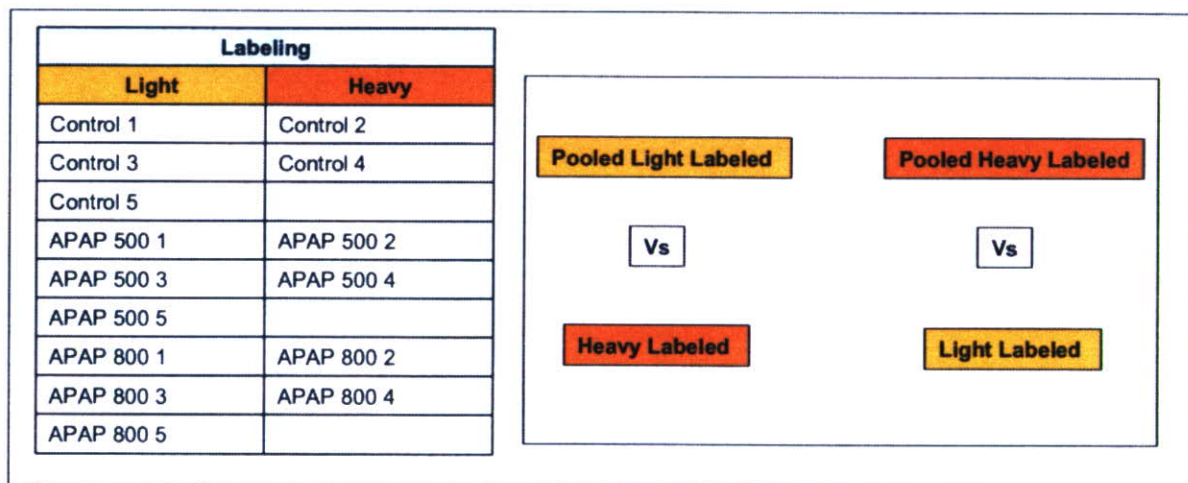 Labeling
Light Heavy
Control 1 Control 2
Control 3 Control 4
Control 5
APAP 500 1 APAP 500 2
APAP 500 3 APAP 500 4
APAP 500 5
APAP 800 1 APAP 800 2
APAP 800 3 APAP 800 4
APAP 800 5
Pooled Light Labeled Pooled Heavy Labeled
Vs Vs
Heavy Labeled Light Labeled